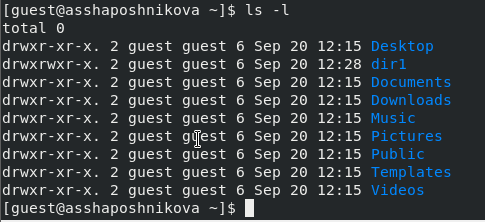 [guest@asshaposhnikova ~]$ ls -l
total 0
drwxr-xr-x. 2 guest guest 6 Sep 20 12:15 Desktop
drwxrwxr-x. 2 guest guest 6 Sep 20 12:28 dir1
drwxr-xr-x. 2 guest guest 6 Sep 20 12:15 Documents
drwxr-xr-x. 2 guest guest 6 Sep 20 12:15 Downloads
drwxr-xr-x. 2 guest guest 6 Sep 20 12:15 Music
drwxr-xr-x. 2 guest guest 6 Sep 20 12:15 Pictures
drwxr-xr-x. 2 guest guest 6 Sep 20 12:15 Public
drwxr-xr-x. 2 guest guest 6 Sep 20 12:15 Templates
drwxr-xr-x. 2 guest guest 6 Sep 20 12:15 Videos
[guest@asshaposhnikova ~]$